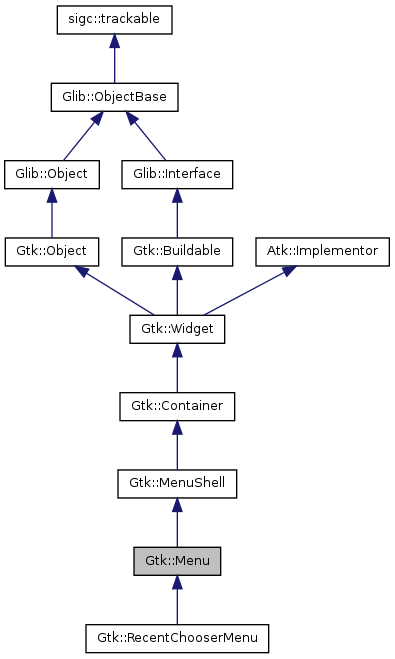 sigc::trackable
Glib::ObjectBase
Glib::Object
Glib::Interface
Gtk::Object
Gtk::Buildable
Atk::Implementor
Gtk::Widget
Gtk::Container
Gtk::MenuShell
Gtk::Menu
Gtk::RecentChooserMenu